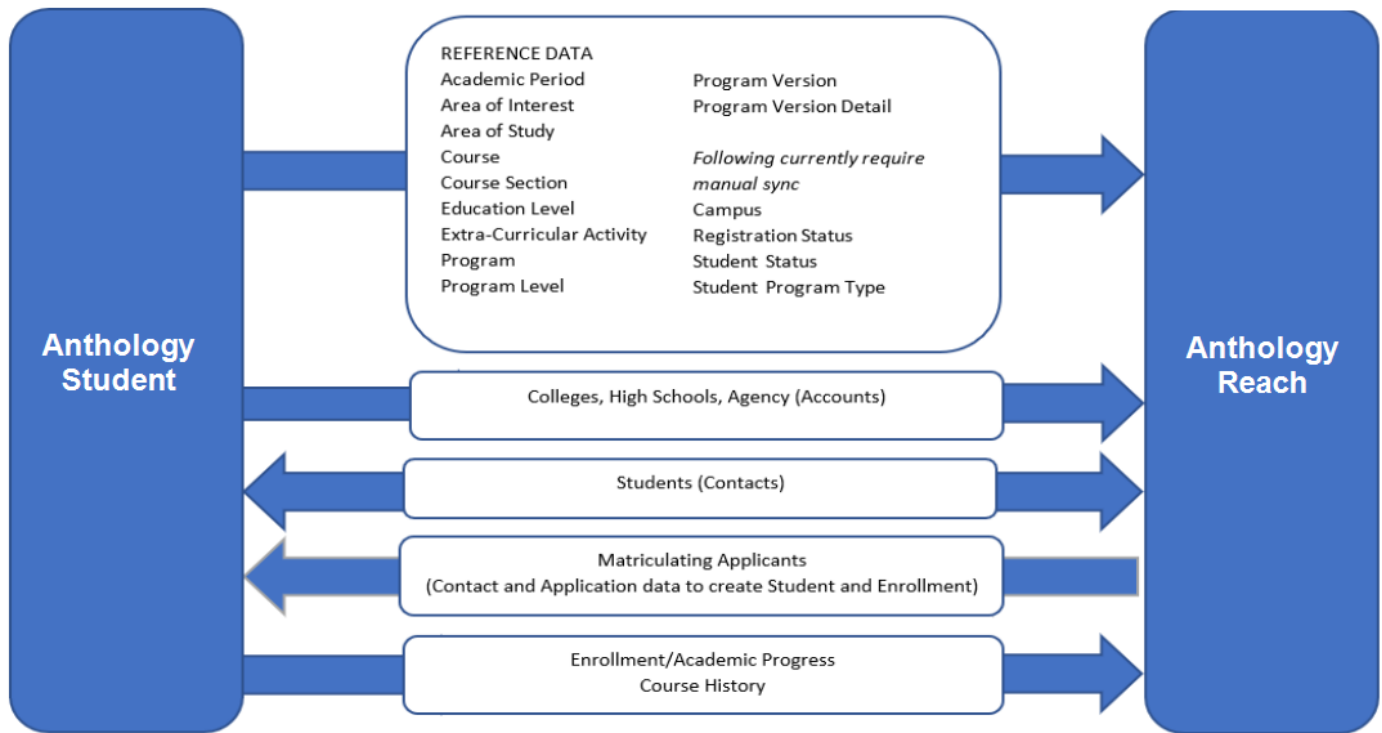 Anthology
Student
REFERENCE DATA
Academic Period
Area of Interest
Area of Study
Course
Course Section
Education Level
Extra-Curricular Activity
Program
Program Level
Program Version
Program Version Detail
Following currently require
manual sync
Campus
Registration Status
Student Status
Student Program Type
Colleges, High Schools, Agency (Accounts)
Students (Contacts)
Matriculating Applicants
(Contact and Application data to create Student and Enrollment)
Enrollment/Academic Progress
Course History
Anthology
Reach